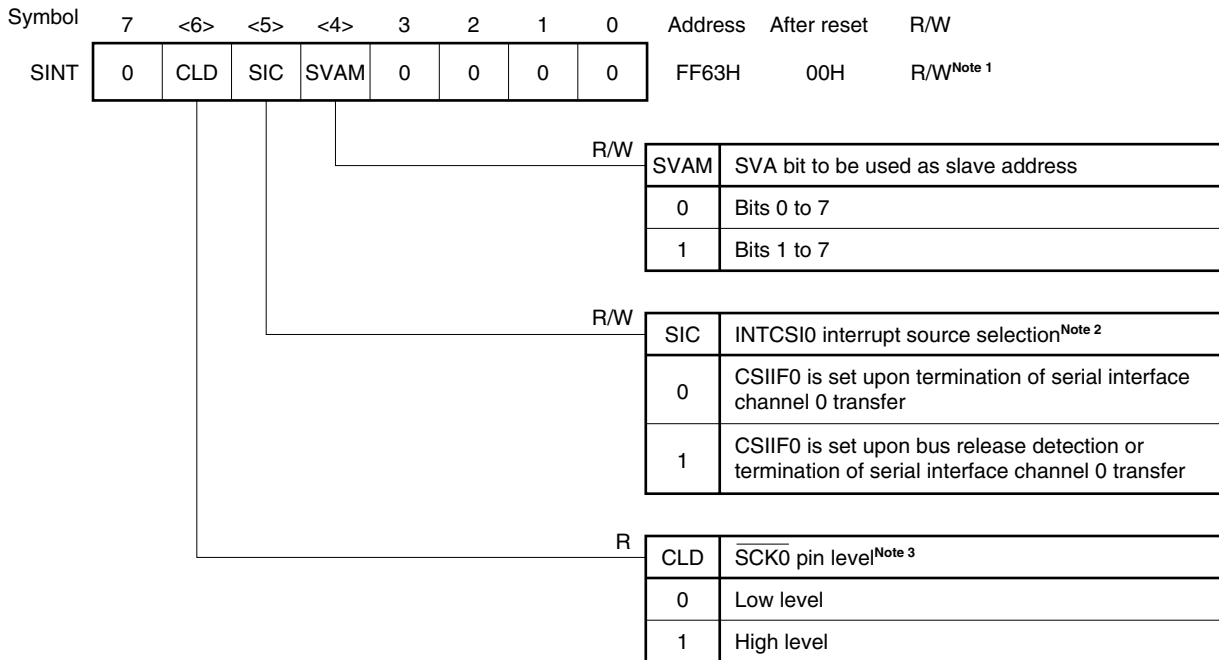 Symbol 7 <6> <5> <4> 3 2 1 0 Address After reset R/W
SINT 0 CLD SIC SVAM 0 0 0 0 FF63H 00H R/WNote 1
R/W
SVAM SVA bit to be used as slave address
0 Bits 0 to 7
1 Bits 1 to 7
R/W
SIC INTCSI0 interrupt source selectionNote 2
0 CSIIF0 is set upon termination of serial interface
channel 0 transfer
1 CSIIF0 is set upon bus release detection or
termination of serial interface channel 0 transfer
R
CLD S̅C̅K̅0̅ pin levelNote 3
0 Low level
1 High level